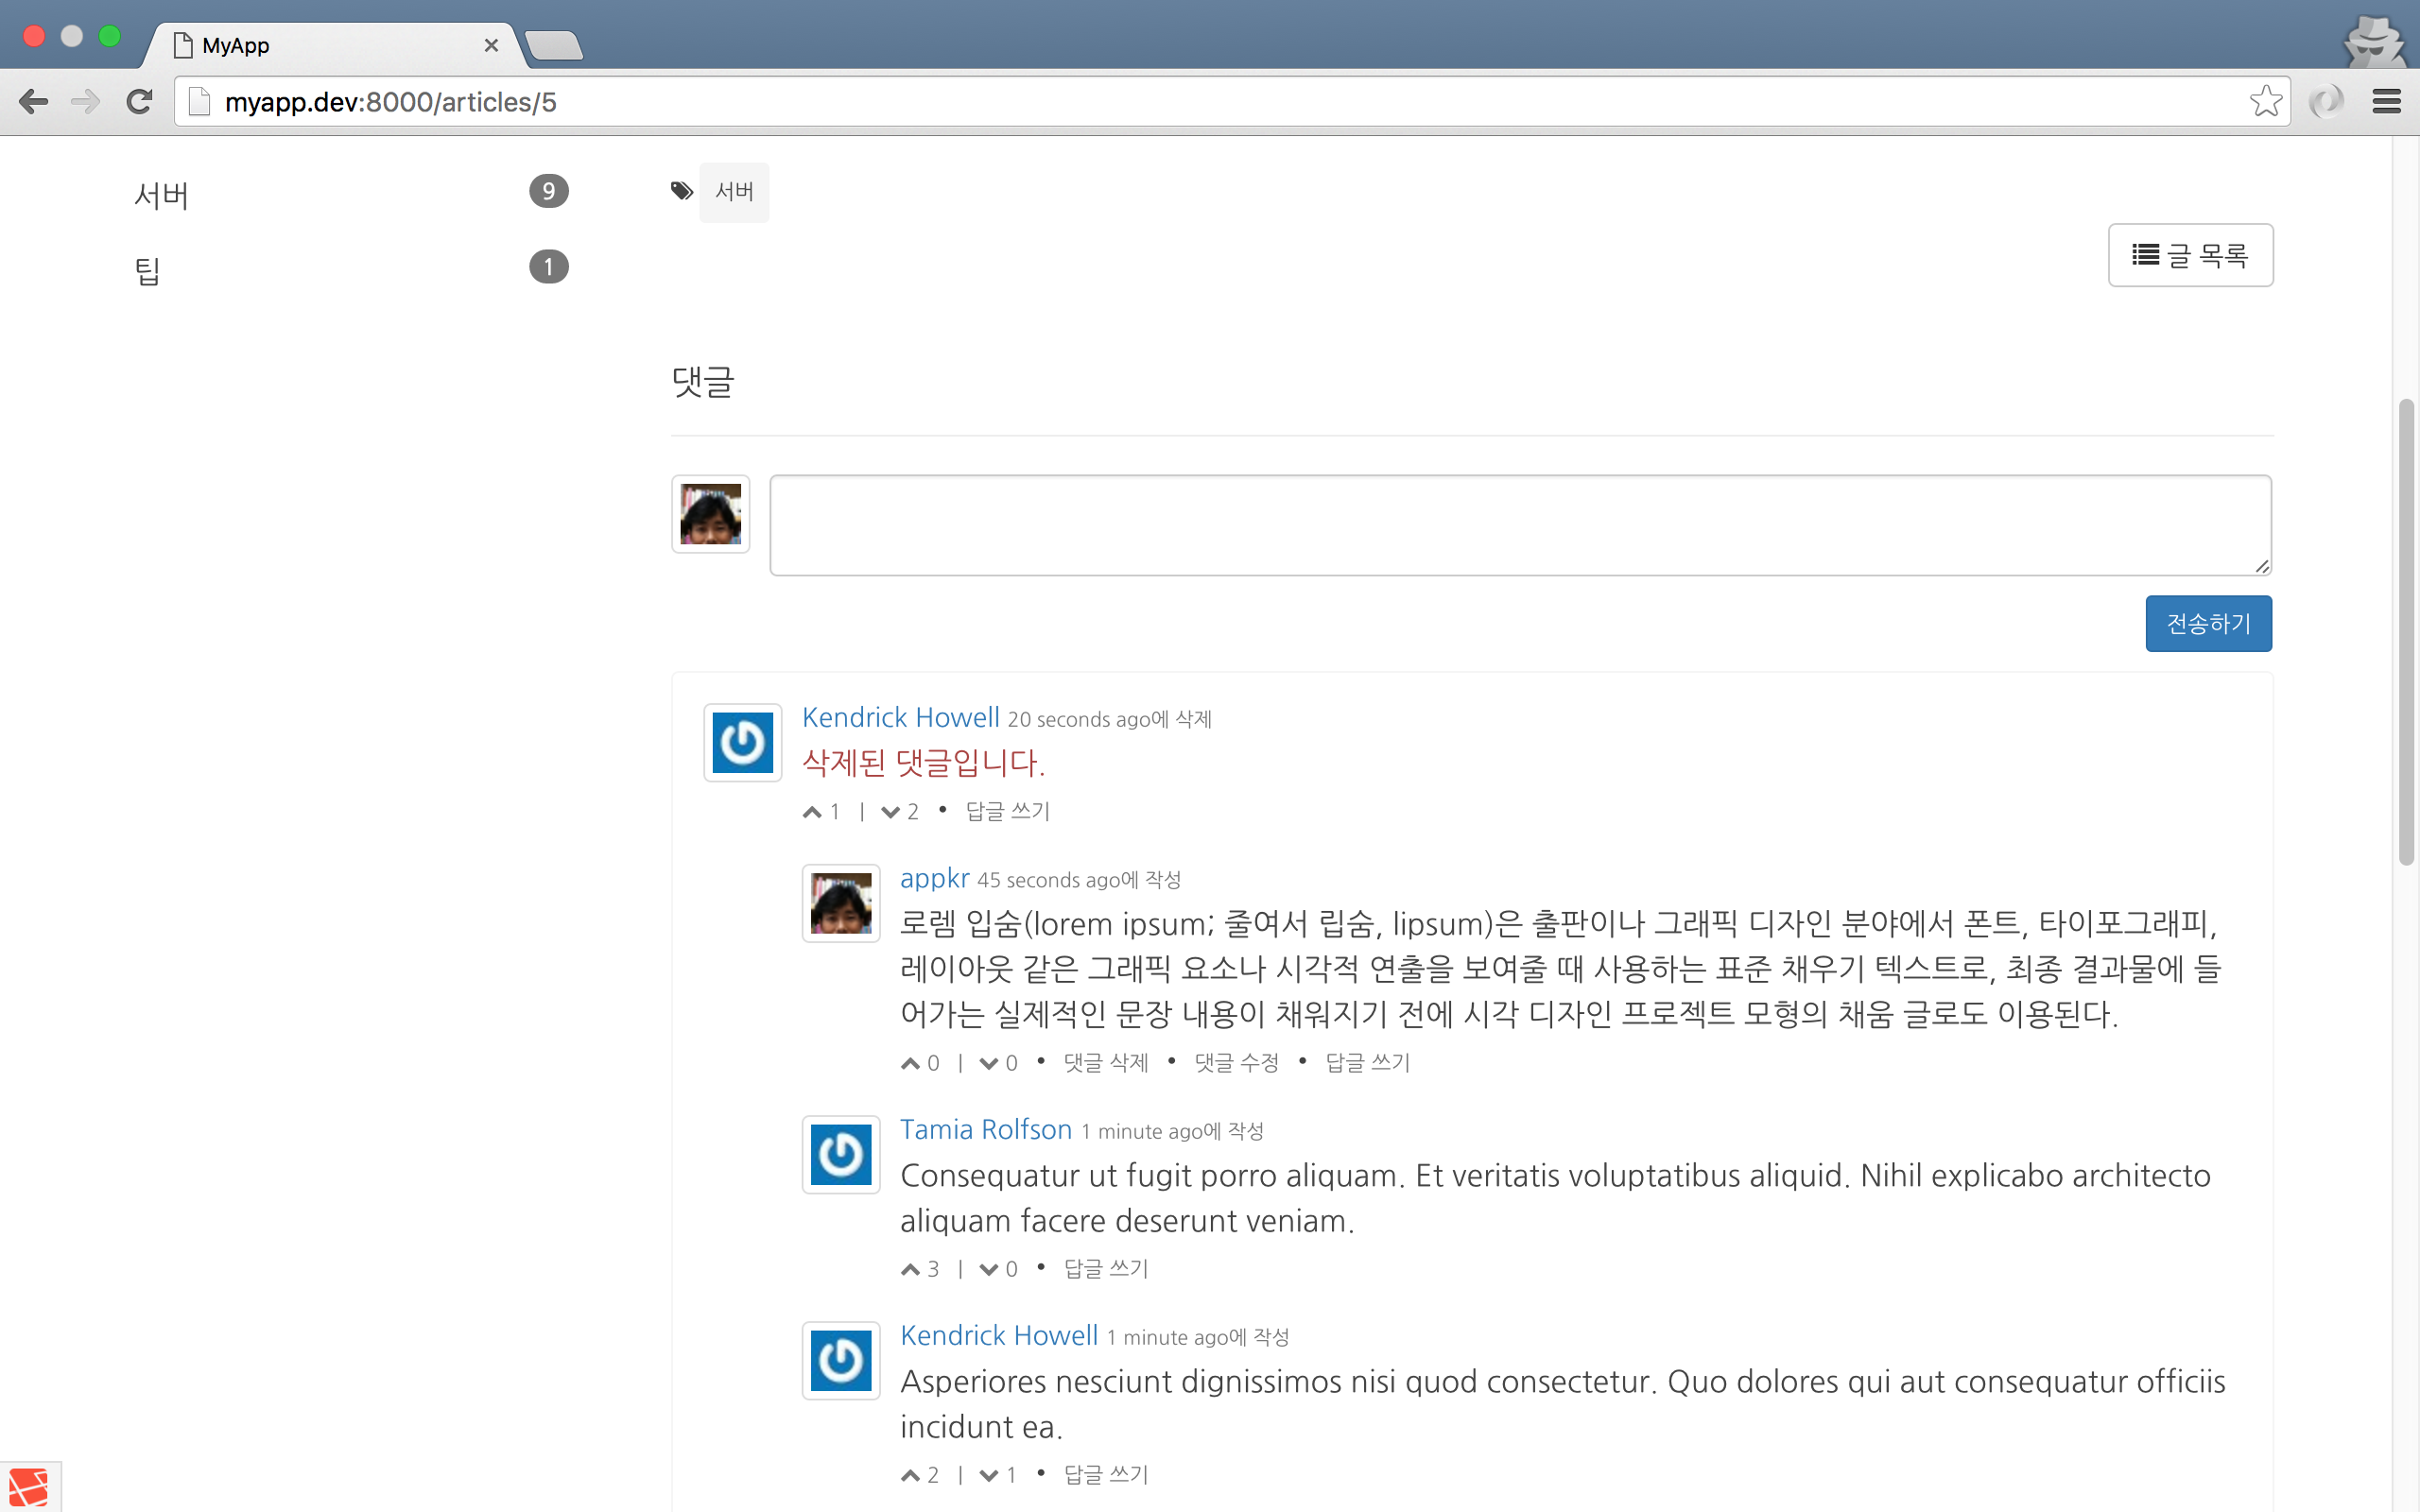 MyApp
myapp.dev:8000/articles/5
서버 9
팁 1
서버
글 목록
댓글
전송하기
Kendrick Howell 20 seconds ago에 삭제
삭제된 댓글입니다.
1 | 2 • 답글 쓰기
appkr 45 seconds ago에 작성
로렘 입숨(lorem ipsum; 줄여서 립숨, lipsum)은 출판이나 그래픽 디자인 분야에서 폰트, 타이포그래피,
레이아웃 같은 그래픽 요소나 시각적 연출을 보여줄 때 사용하는 표준 채우기 텍스트로, 최종 결과물에 들
어가는 실제적인 문장 내용이 채워지기 전에 시각 디자인 프로젝트 모형의 채움 글로도 이용된다.
0 | 0 • 댓글 삭제 • 댓글 수정 • 답글 쓰기
Tamia Rolfson 1 minute ago에 작성
Consequatur ut fugit porro aliquam. Et veritatis voluptatibus aliquid. Nihil explicabo architecto
aliquam facere deserunt veniam.
3 | 0 • 답글 쓰기
Kendrick Howell 1 minute ago에 작성
Asperiores nesciunt dignissimos nisi quod consectetur. Quo dolores qui aut consequatur officiis
incidunt ea.
2 | 1 • 답글 쓰기